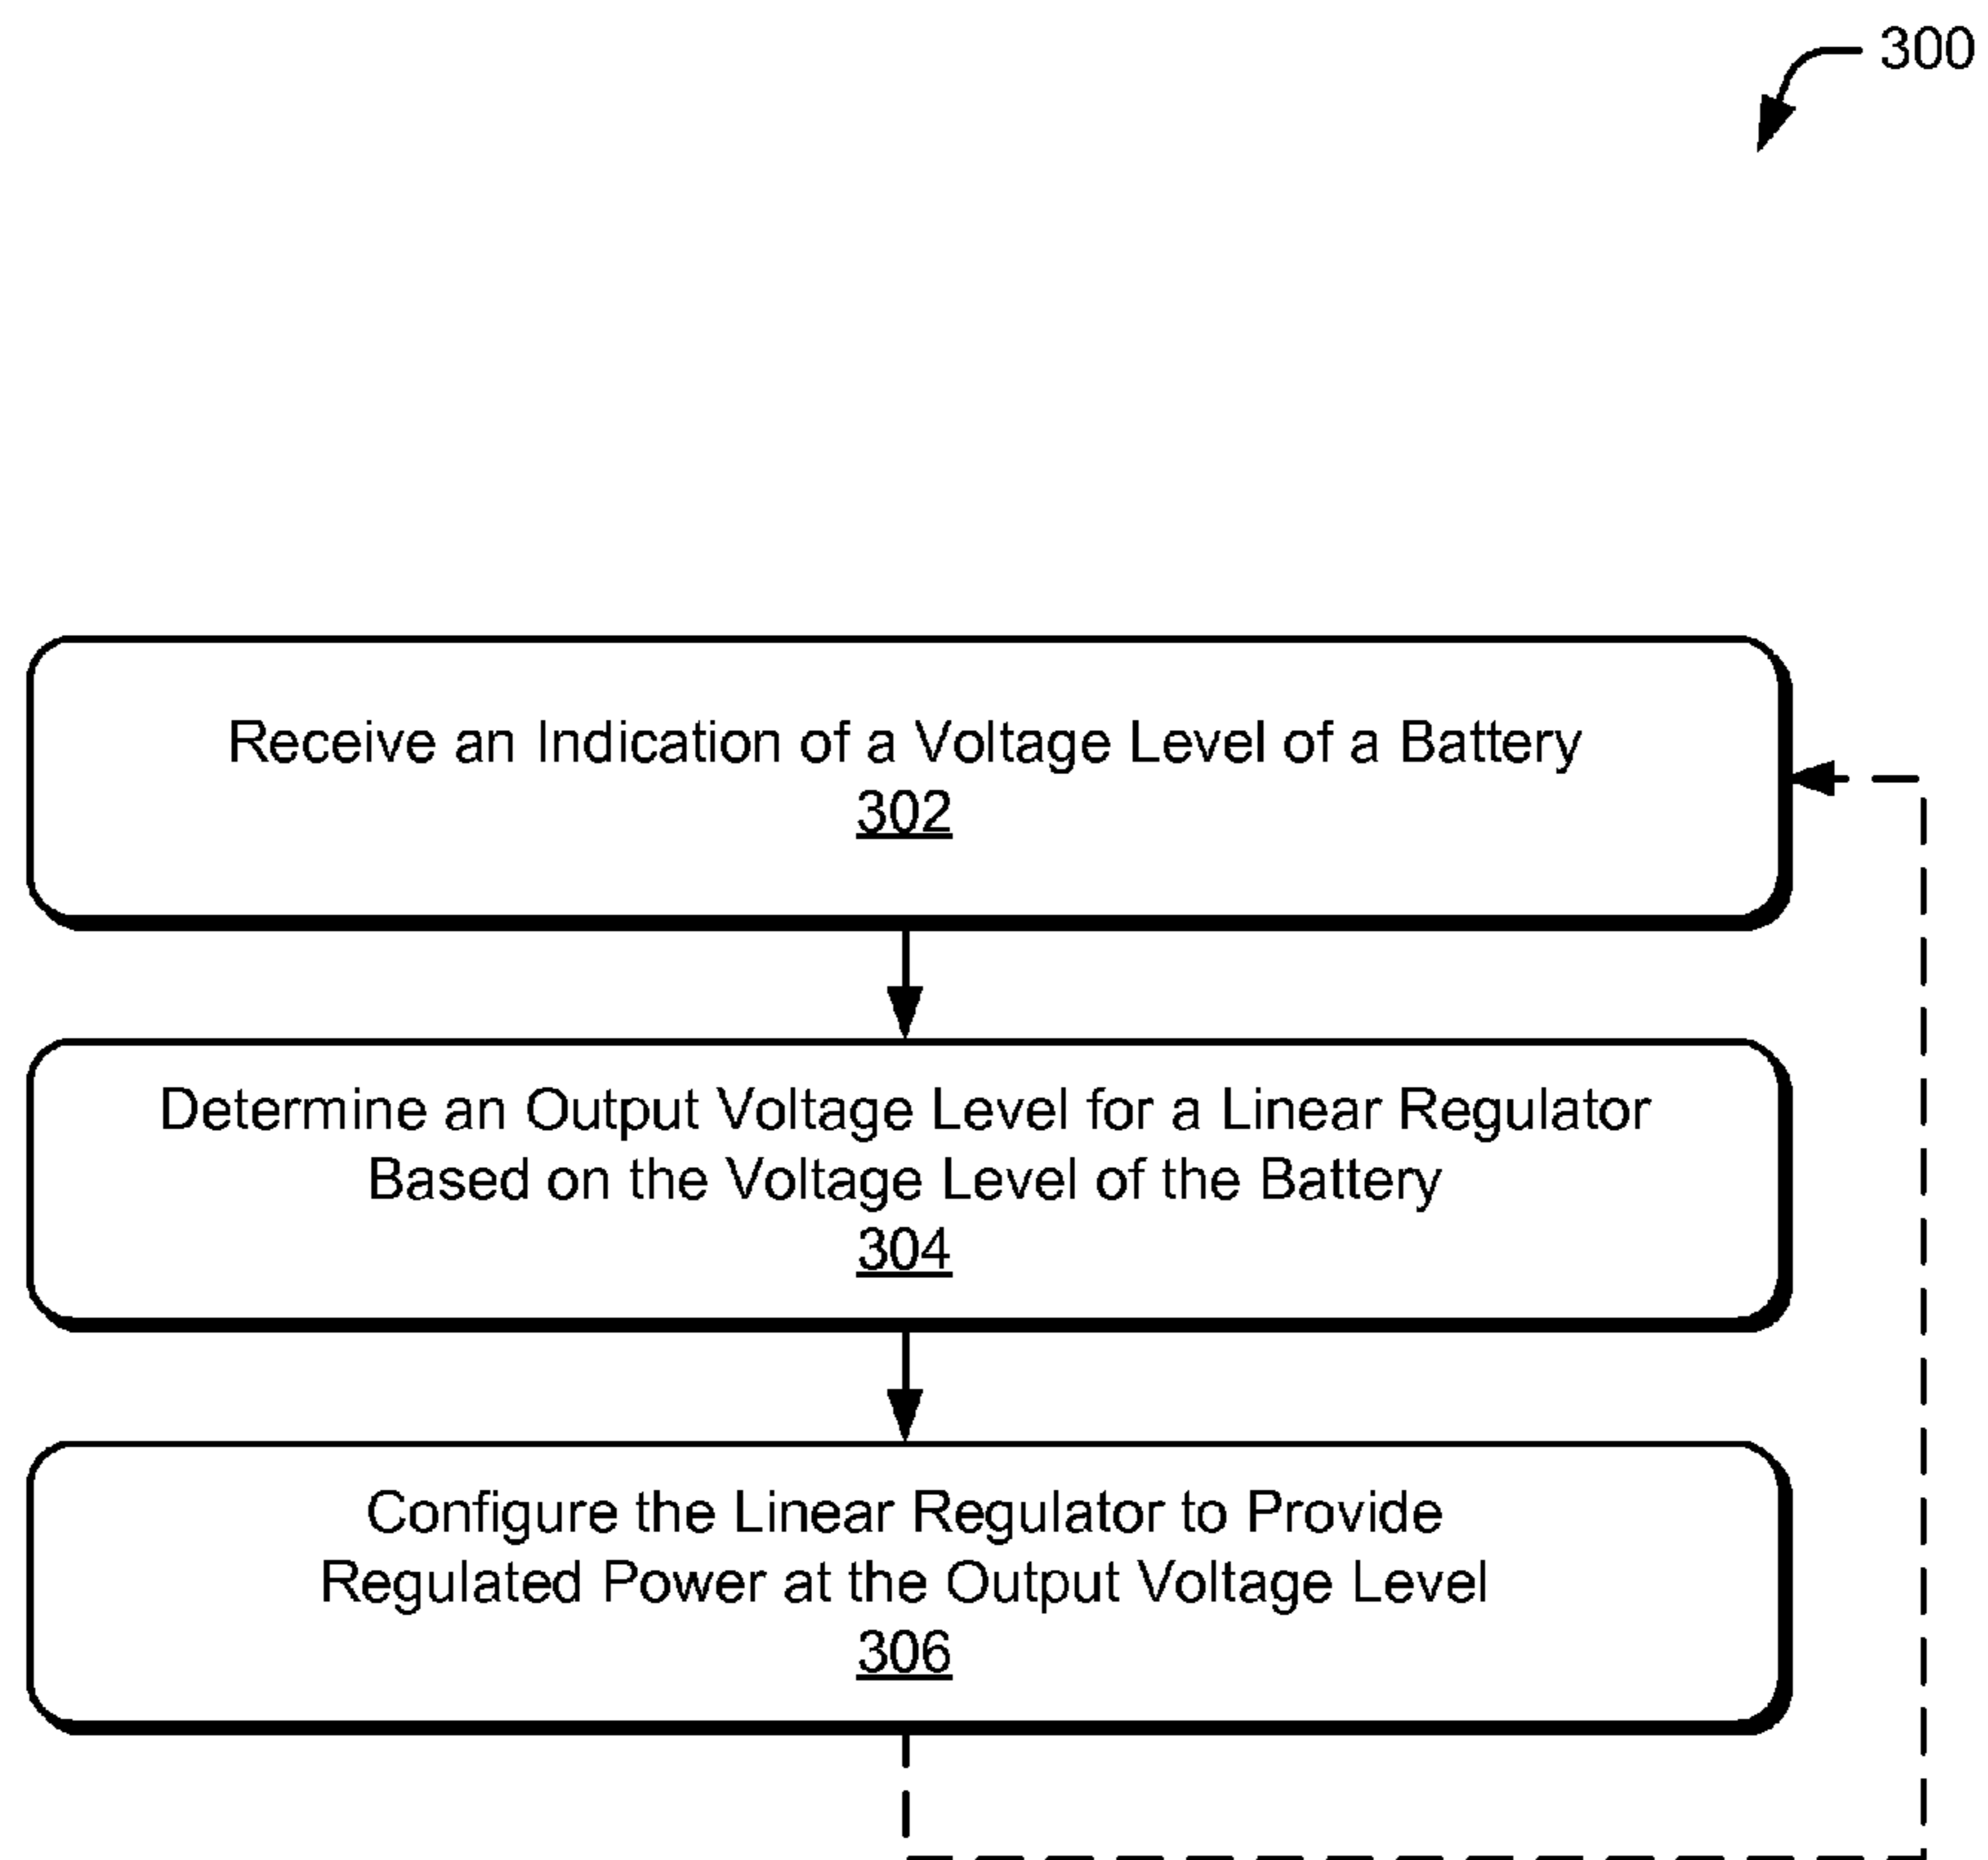 300
Receive an Indication of a Voltage Level of a Battery
302
Determine an Output Voltage Level for a Linear Regulator
Based on the Voltage Level of the Battery
304
Configure the Linear Regulator to Provide
Regulated Power at the Output Voltage Level
306